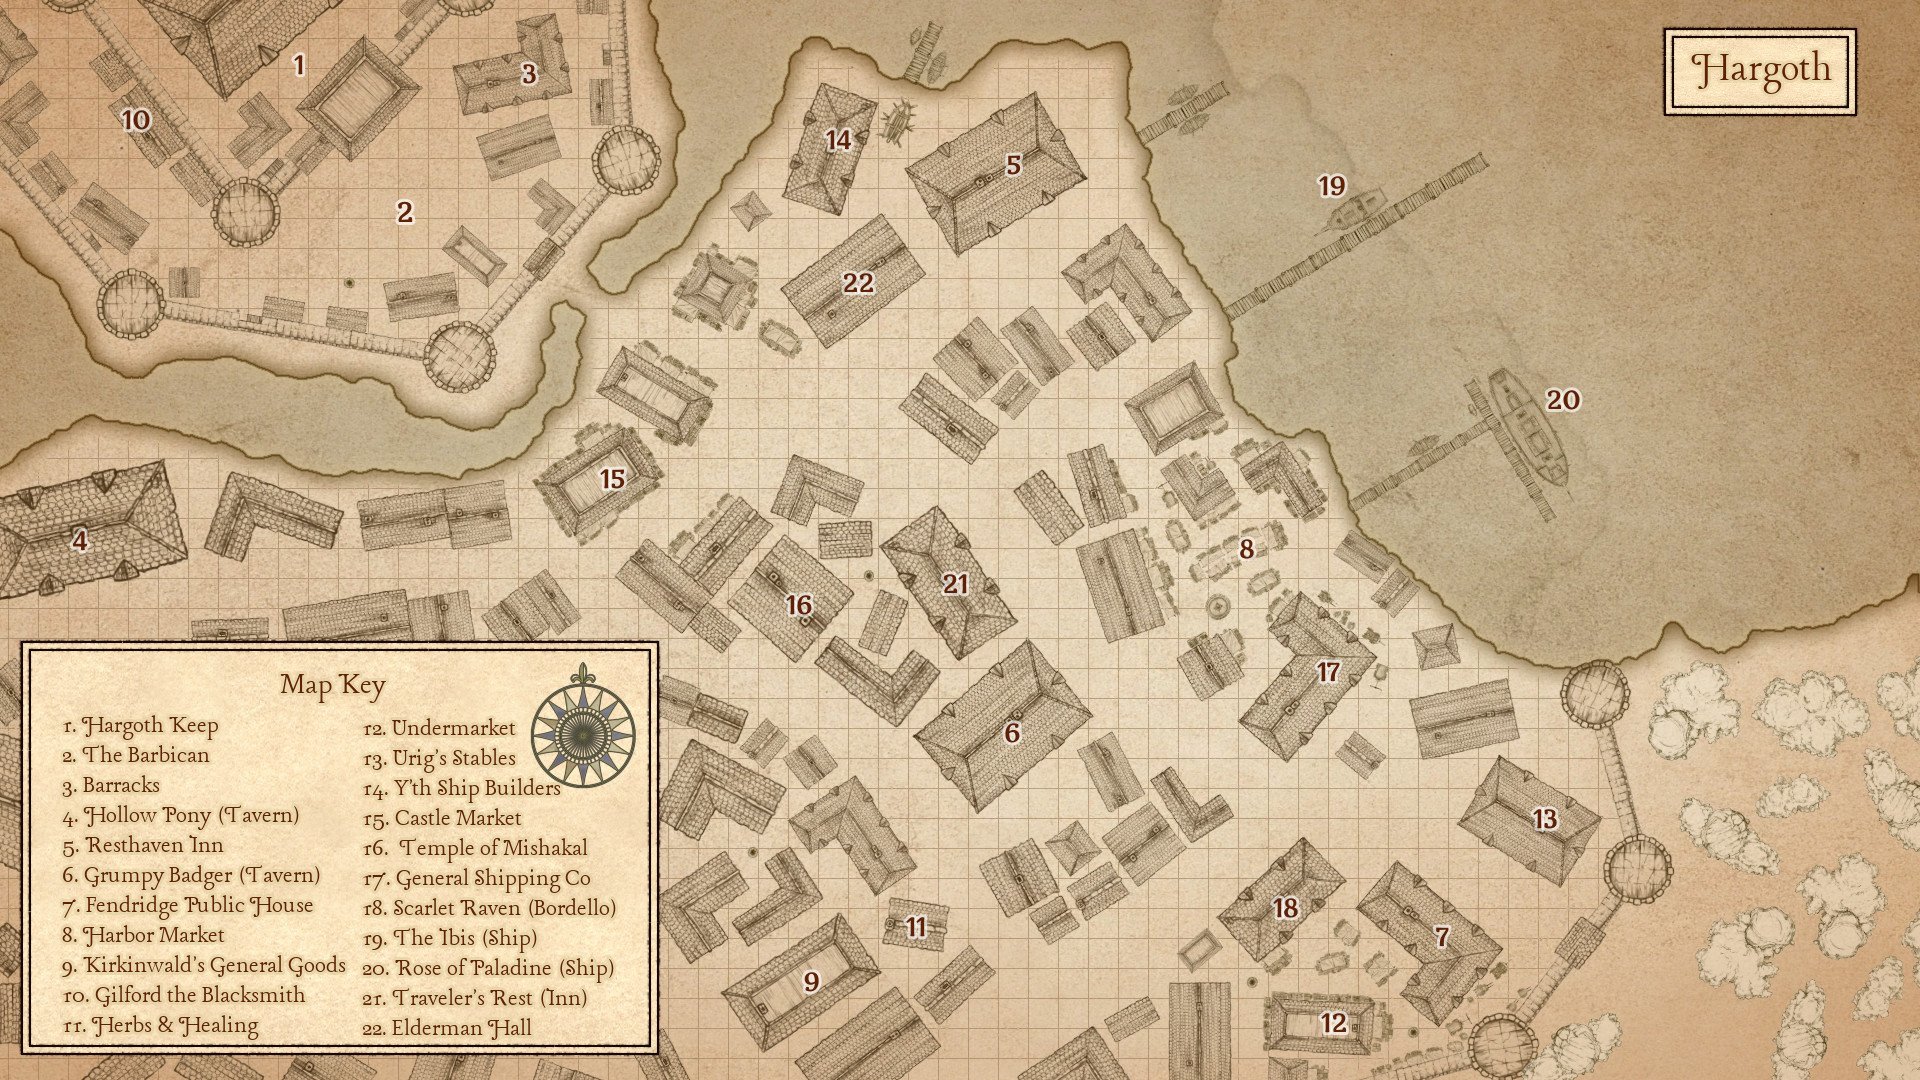 Hargoth
1
3
10
2
14
5
19
22
20
15
4
8
21
16
17
6
13
18
11
7
9
12
Map Key
1. Hargoth Keep
2. The Barbican
3. Barracks
4. Hollow Pony (Tavern)
5. Resthaven Inn
6. Grumpy Badger (Tavern)
7. Fendridge Public House
8. Harbor Market
9. Kirkinwald's General Goods
10. Gilford the Blacksmith
11. Herbs & Healing
12. Undermarket
13. Urig's Stables
14. Y'th Ship Builders
15. Castle Market
16. Temple of Mishakal
17. General Shipping Co
18. Scarlet Raven (Bordello)
19. The Ibis (Ship)
20. Rose of Paladine (Ship)
21. Traveler's Rest (Inn)
22. Elderman Hall